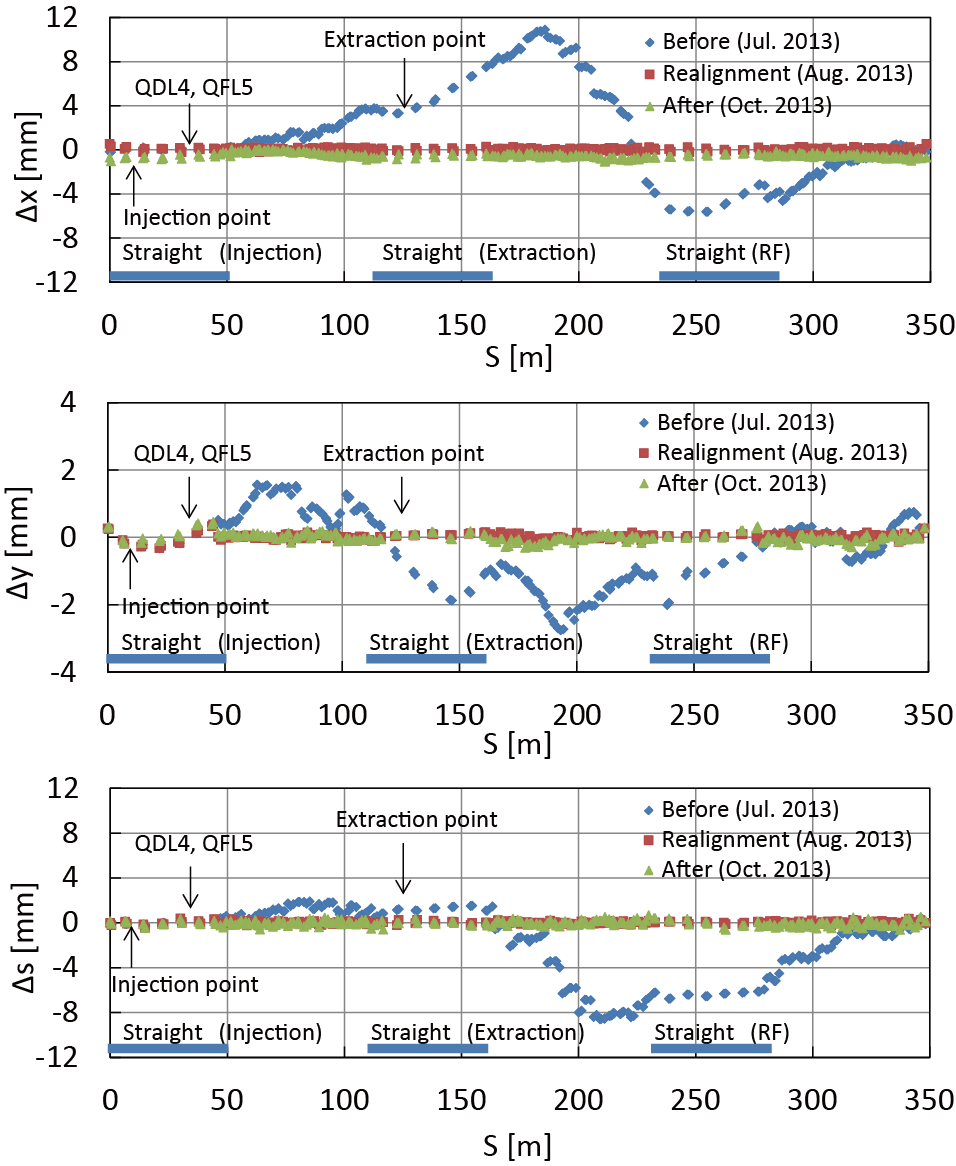 12
8
4
0
-4
-8
-12
Δx [mm]
Extraction point
QDL4, QFL5
Injection point
Before (Jul. 2013)
Realignment (Aug. 2013)
After (Oct. 2013)
Straight (Injection)
Straight (Extraction)
Straight (RF)
0 50 100 150 200 250 300 350
S [m]
4
2
0
-2
-4
Δy [mm]
QDL4, QFL5
Extraction point
Injection point
Before (Jul. 2013)
Realignment (Aug. 2013)
After (Oct. 2013)
Straight (Injection)
Straight (Extraction)
Straight (RF)
0 50 100 150 200 250 300 350
S [m]
12
8
4
0
-4
-8
-12
Δs [mm]
QDL4, QFL5
Extraction point
Injection point
Before (Jul. 2013)
Realignment (Aug. 2013)
After (Oct. 2013)
Straight (Injection)
Straight (Extraction)
Straight (RF)
0 50 100 150 200 250 300 350
S [m]